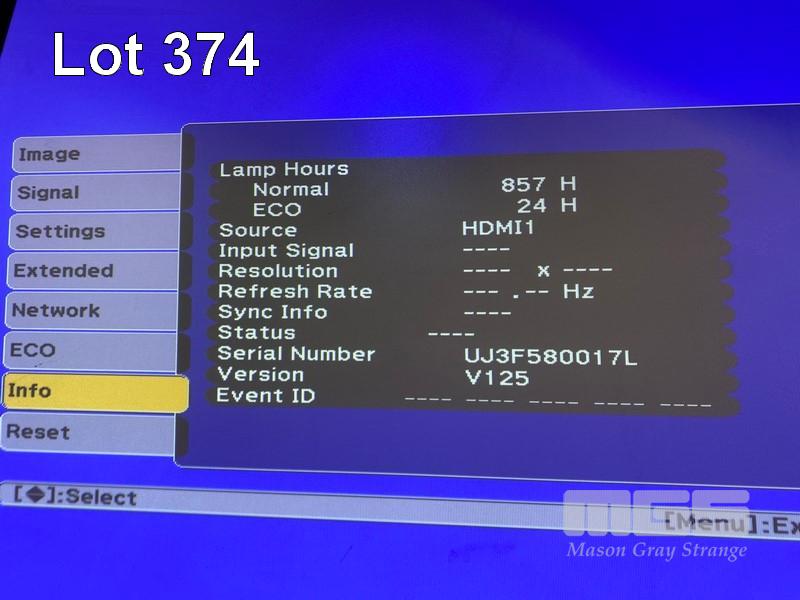 Lot 374
Image
Signal
Settings
Extended
Network
ECO
Info
Reset
Lamp Hours
Normal 857 H
ECO 24 H
Source HDMI1
Input Signal ----
Resolution ---- x ----
Refresh Rate --- .-- Hz
Sync Info ----
Status ----
Serial Number UJ3F580017L
Version V125
Event ID ---- ---- ---- ---- ----
[◆]:Select
[Menu]:Ex
MGS
Mason Gray Strange